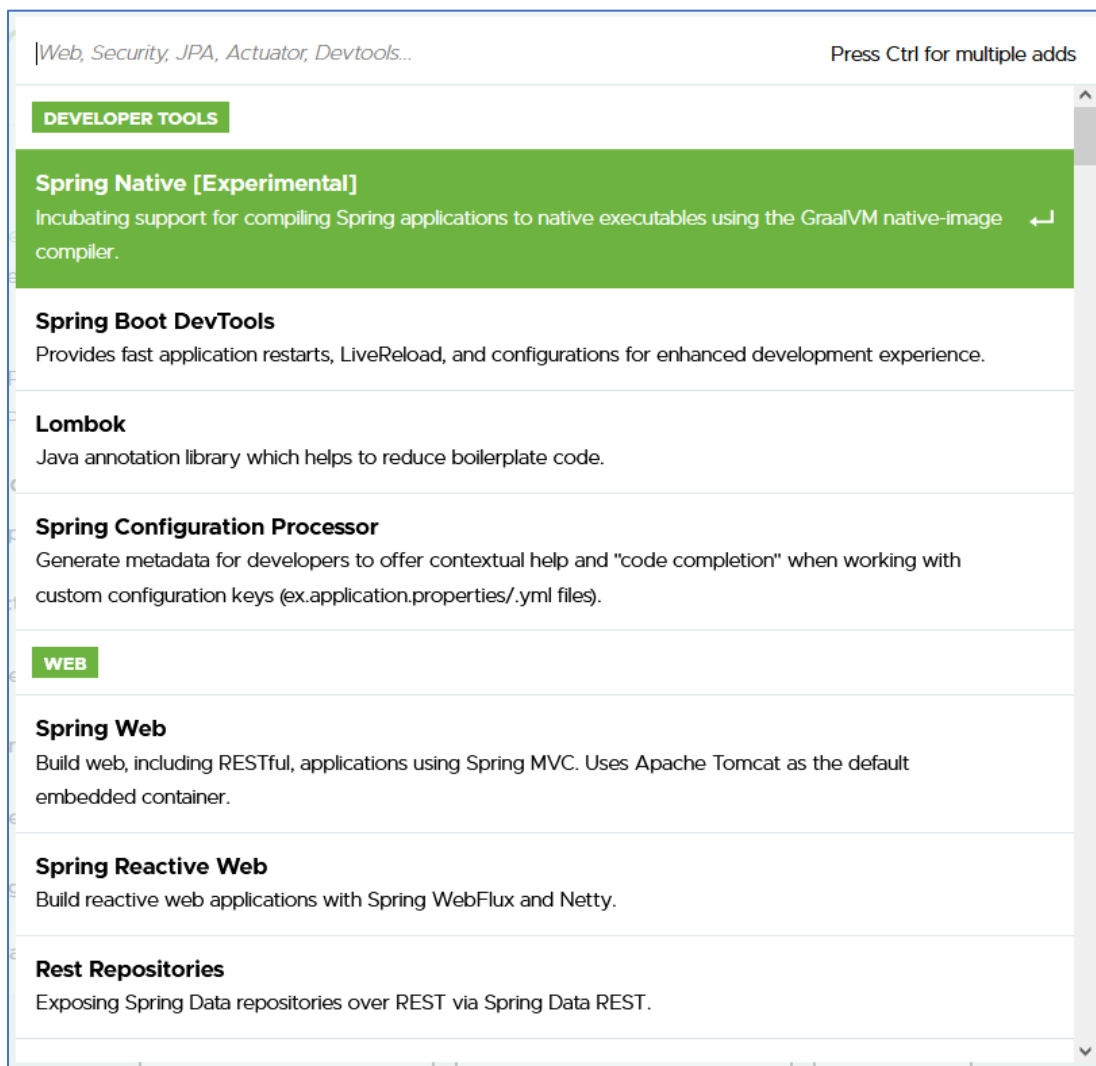 Web, Security, JPA, Actuator, Devtools...
Press Ctrl for multiple adds
DEVELOPER TOOLS
Spring Native [Experimental]
Incubating support for compiling Spring applications to native executables using the GraalVM native-image
compiler.
Spring Boot DevTools
Provides fast application restarts, LiveReload, and configurations for enhanced development experience.
Lombok
Java annotation library which helps to reduce boilerplate code.
Spring Configuration Processor
Generate metadata for developers to offer contextual help and "code completion" when working with
custom configuration keys (ex.application.properties/.yml files).
WEB
Spring Web
Build web, including RESTful, applications using Spring MVC. Uses Apache Tomcat as the default
embedded container.
Spring Reactive Web
Build reactive web applications with Spring WebFlux and Netty.
Rest Repositories
Exposing Spring Data repositories over REST via Spring Data REST.